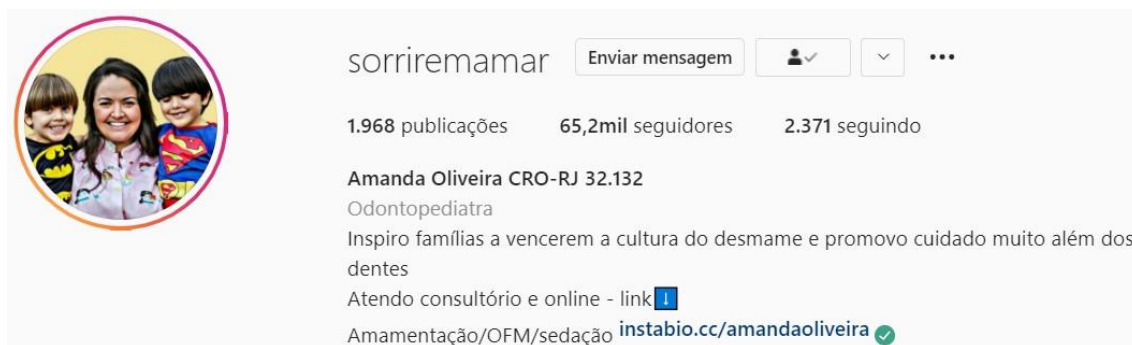 sorriremamar Enviar mensagem
1.968 publicações 65,2mil seguidores 2.371 seguindo
Amanda Oliveira CRO-RJ 32.132
Odontopediatra
Inspiro famílias a vencerem a cultura do desmame e promovo cuidado muito além dos
dentes
Atendo consultório e online - link⬇️
Amamentação/OFM/sedação instabio.cc/amandaoliveira